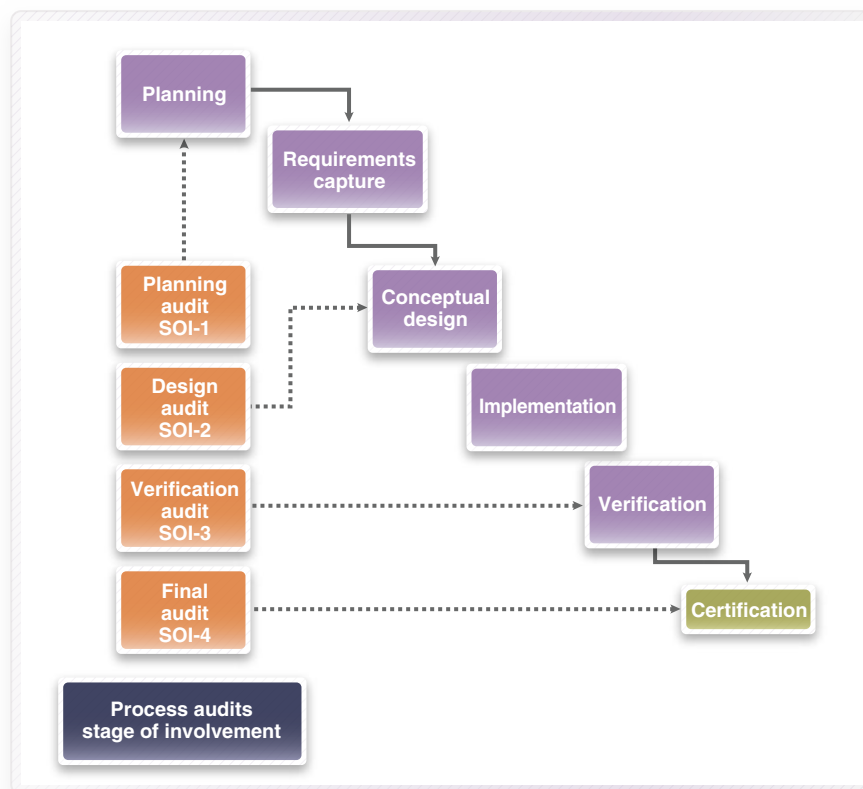 Planning
Requirements
capture
Planning
audit
SOI-1
Conceptual
design
Design
audit
SOI-2
Implementation
Verification
audit
SOI-3
Verification
Final
audit
SOI-4
Certification
Process audits
stage of involvement